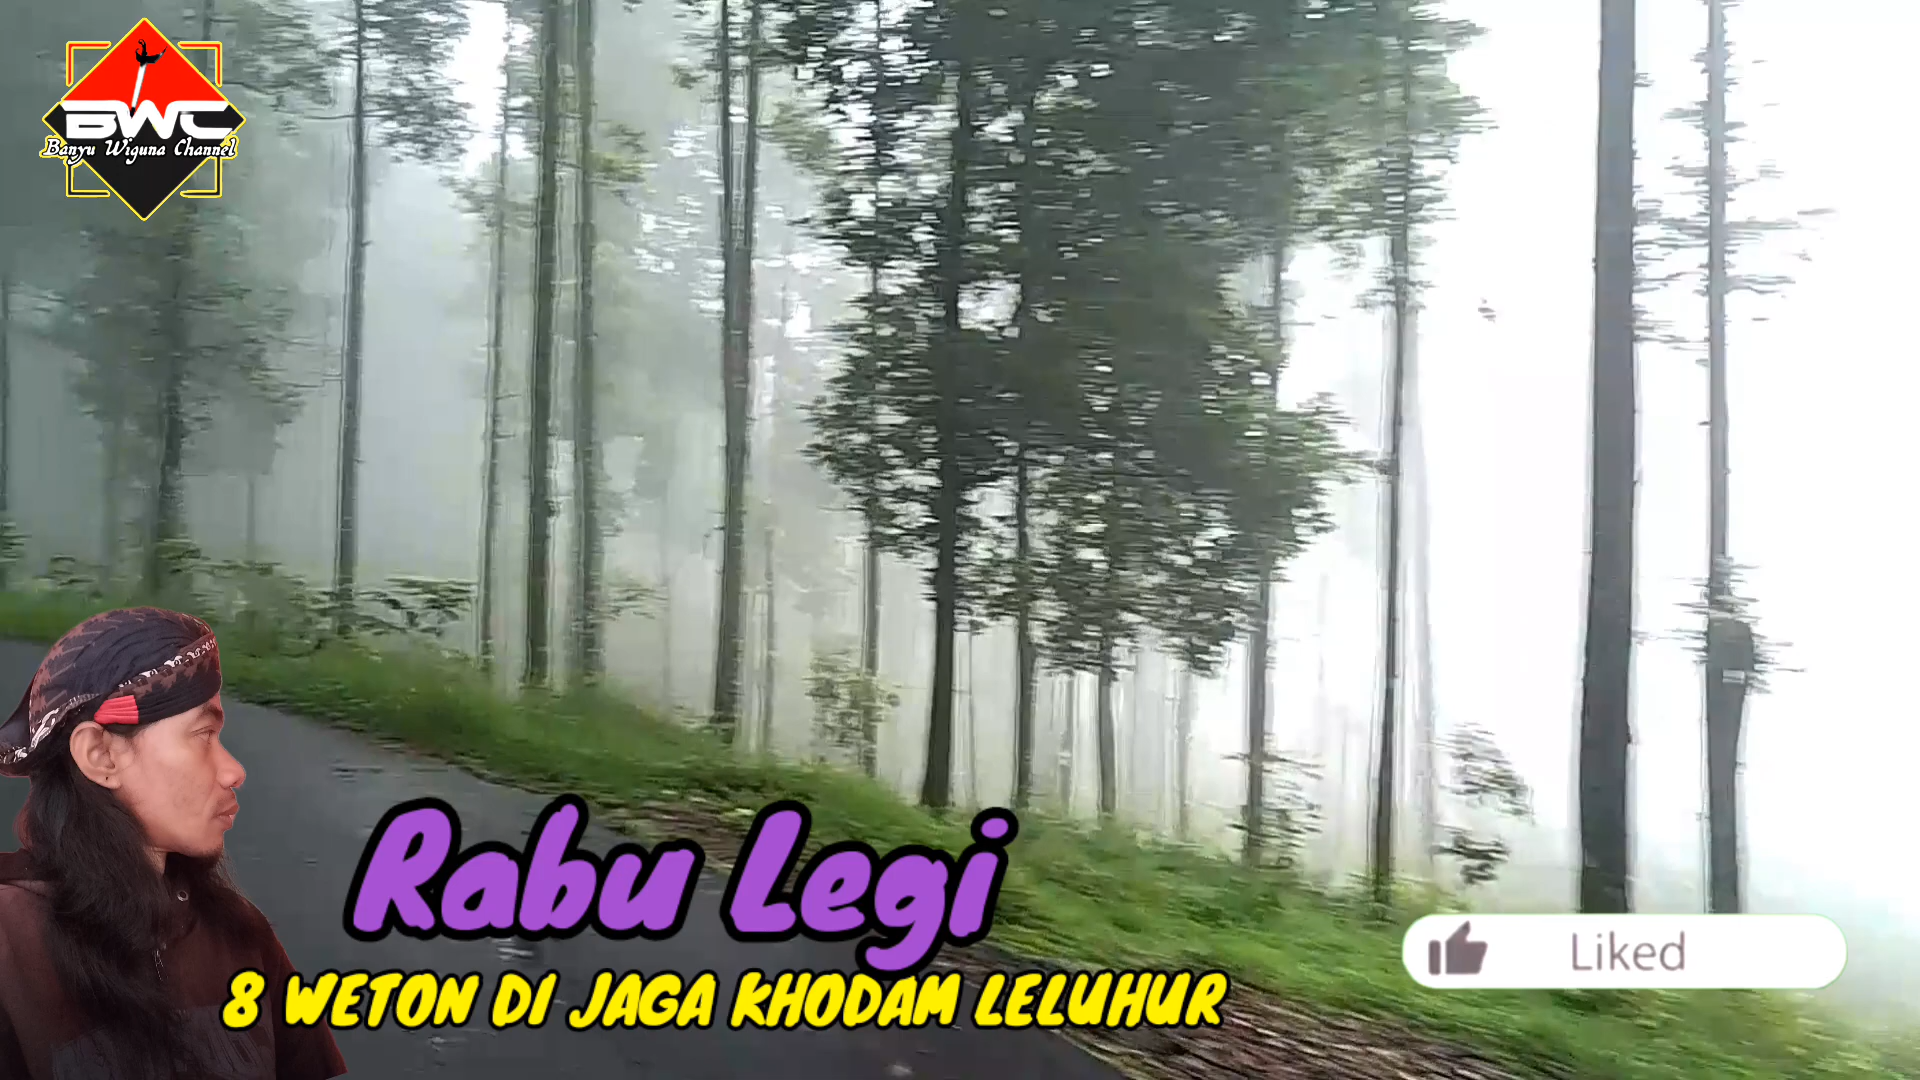 BWC
Banyu Wiguna Channel
Rabu Legi
8 WETON DI JAGA KHODAM LELUHUR
Liked